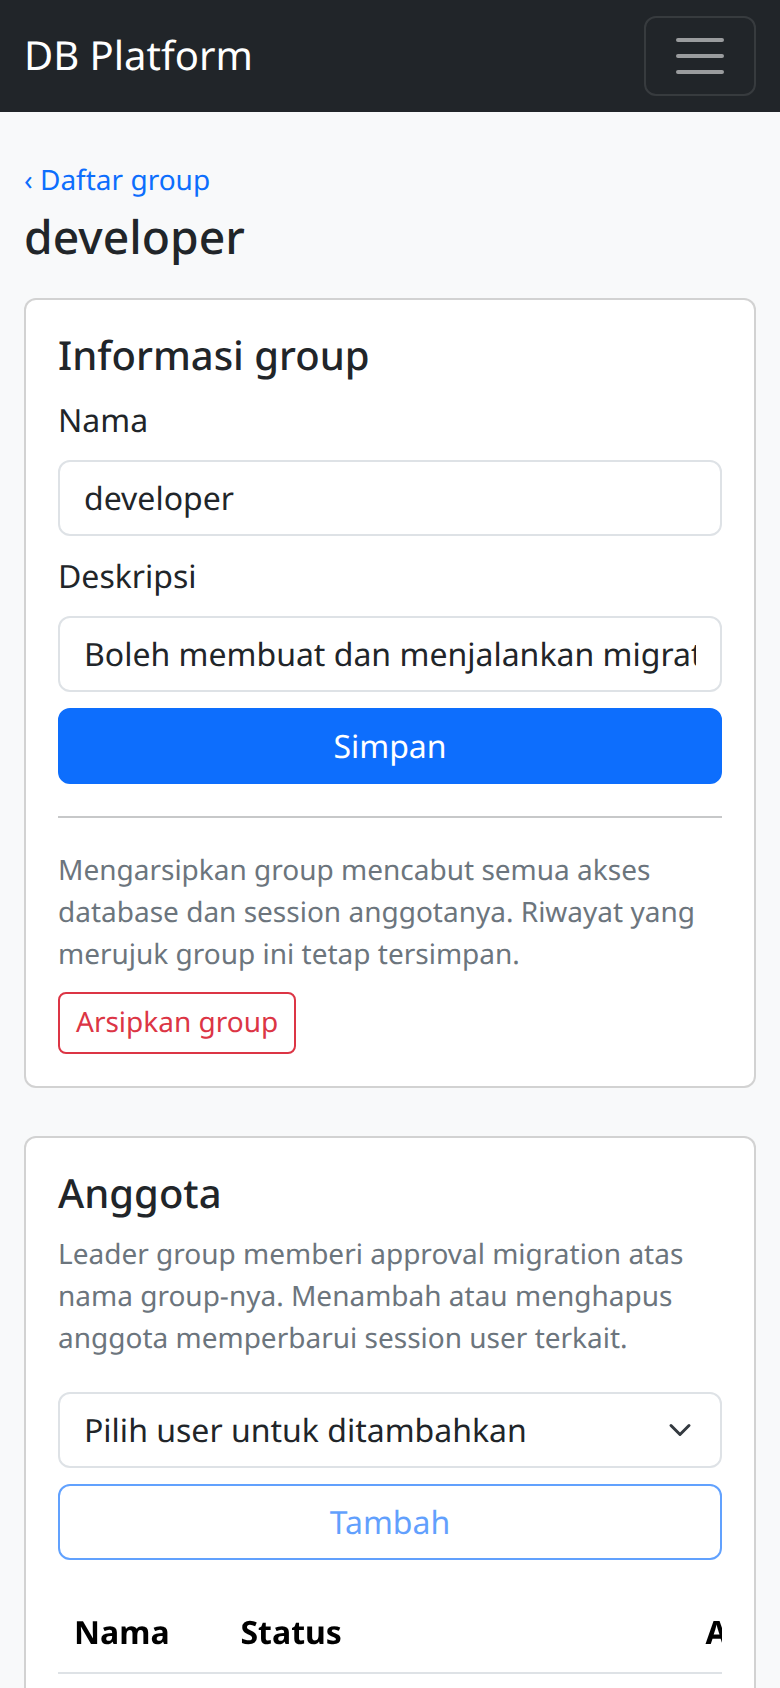 DB Platform
‹ Daftar group
developer
Informasi group
Nama
developer
Deskripsi
Boleh membuat dan menjalankan
Simpan
Mengarsipkan group mencabut semua akses
database dan session anggotanya. Riwayat yang
merujuk group ini tetap tersimpan.
Arsipkan group
Anggota
Leader group memberi approval migration atas
nama group-nya. Menambah atau menghapus
anggota memperbarui session user terkait.
Pilih user untuk ditambahkan
Tambah
Nama Status